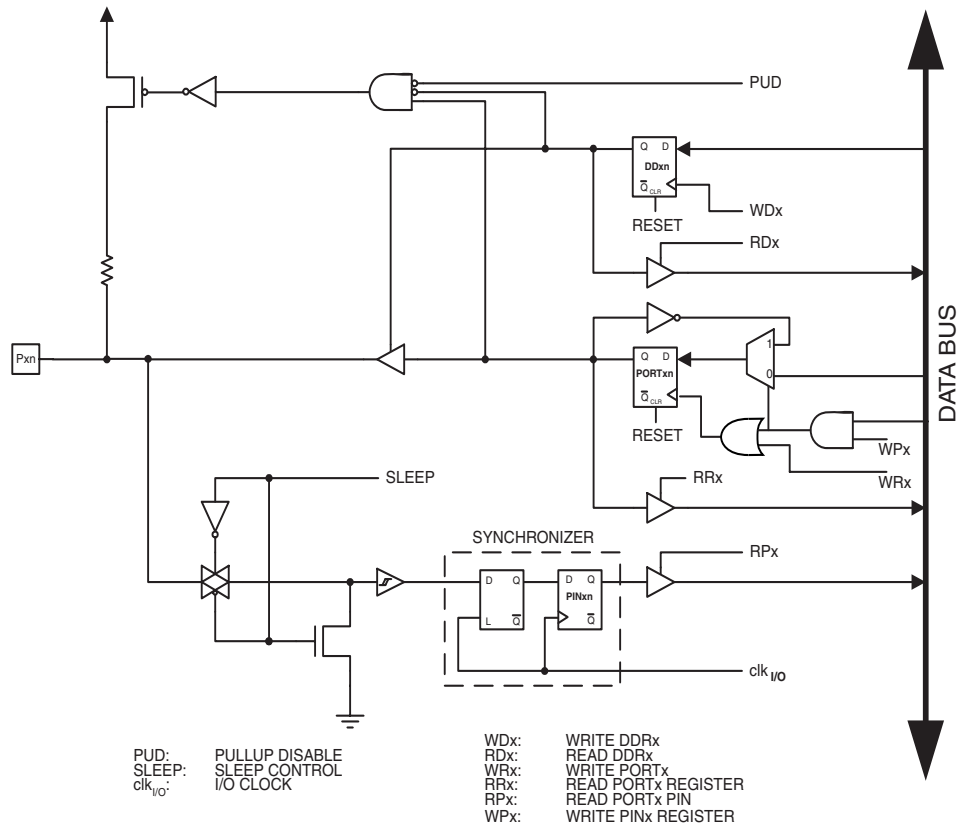 PUD
Q D
DDxn
Q CLR
WDx
RESET
RDx
Pxn
1
Q D
PORTxn
0
Q CLR
RESET
WPx
WRx
DATA BUS
SLEEP
RRx
SYNCHRONIZER
RPx
D Q
D Q
PINxn
L Q
Q
clk I/O
PUD: PULLUP DISABLE
SLEEP: SLEEP CONTROL
clkI/O: I/O CLOCK
WDx: WRITE DDRx
RDx: READ DDRx
WRx: WRITE PORTx
RRx: READ PORTx REGISTER
RPx: READ PORTx PIN
WPx: WRITE PINx REGISTER